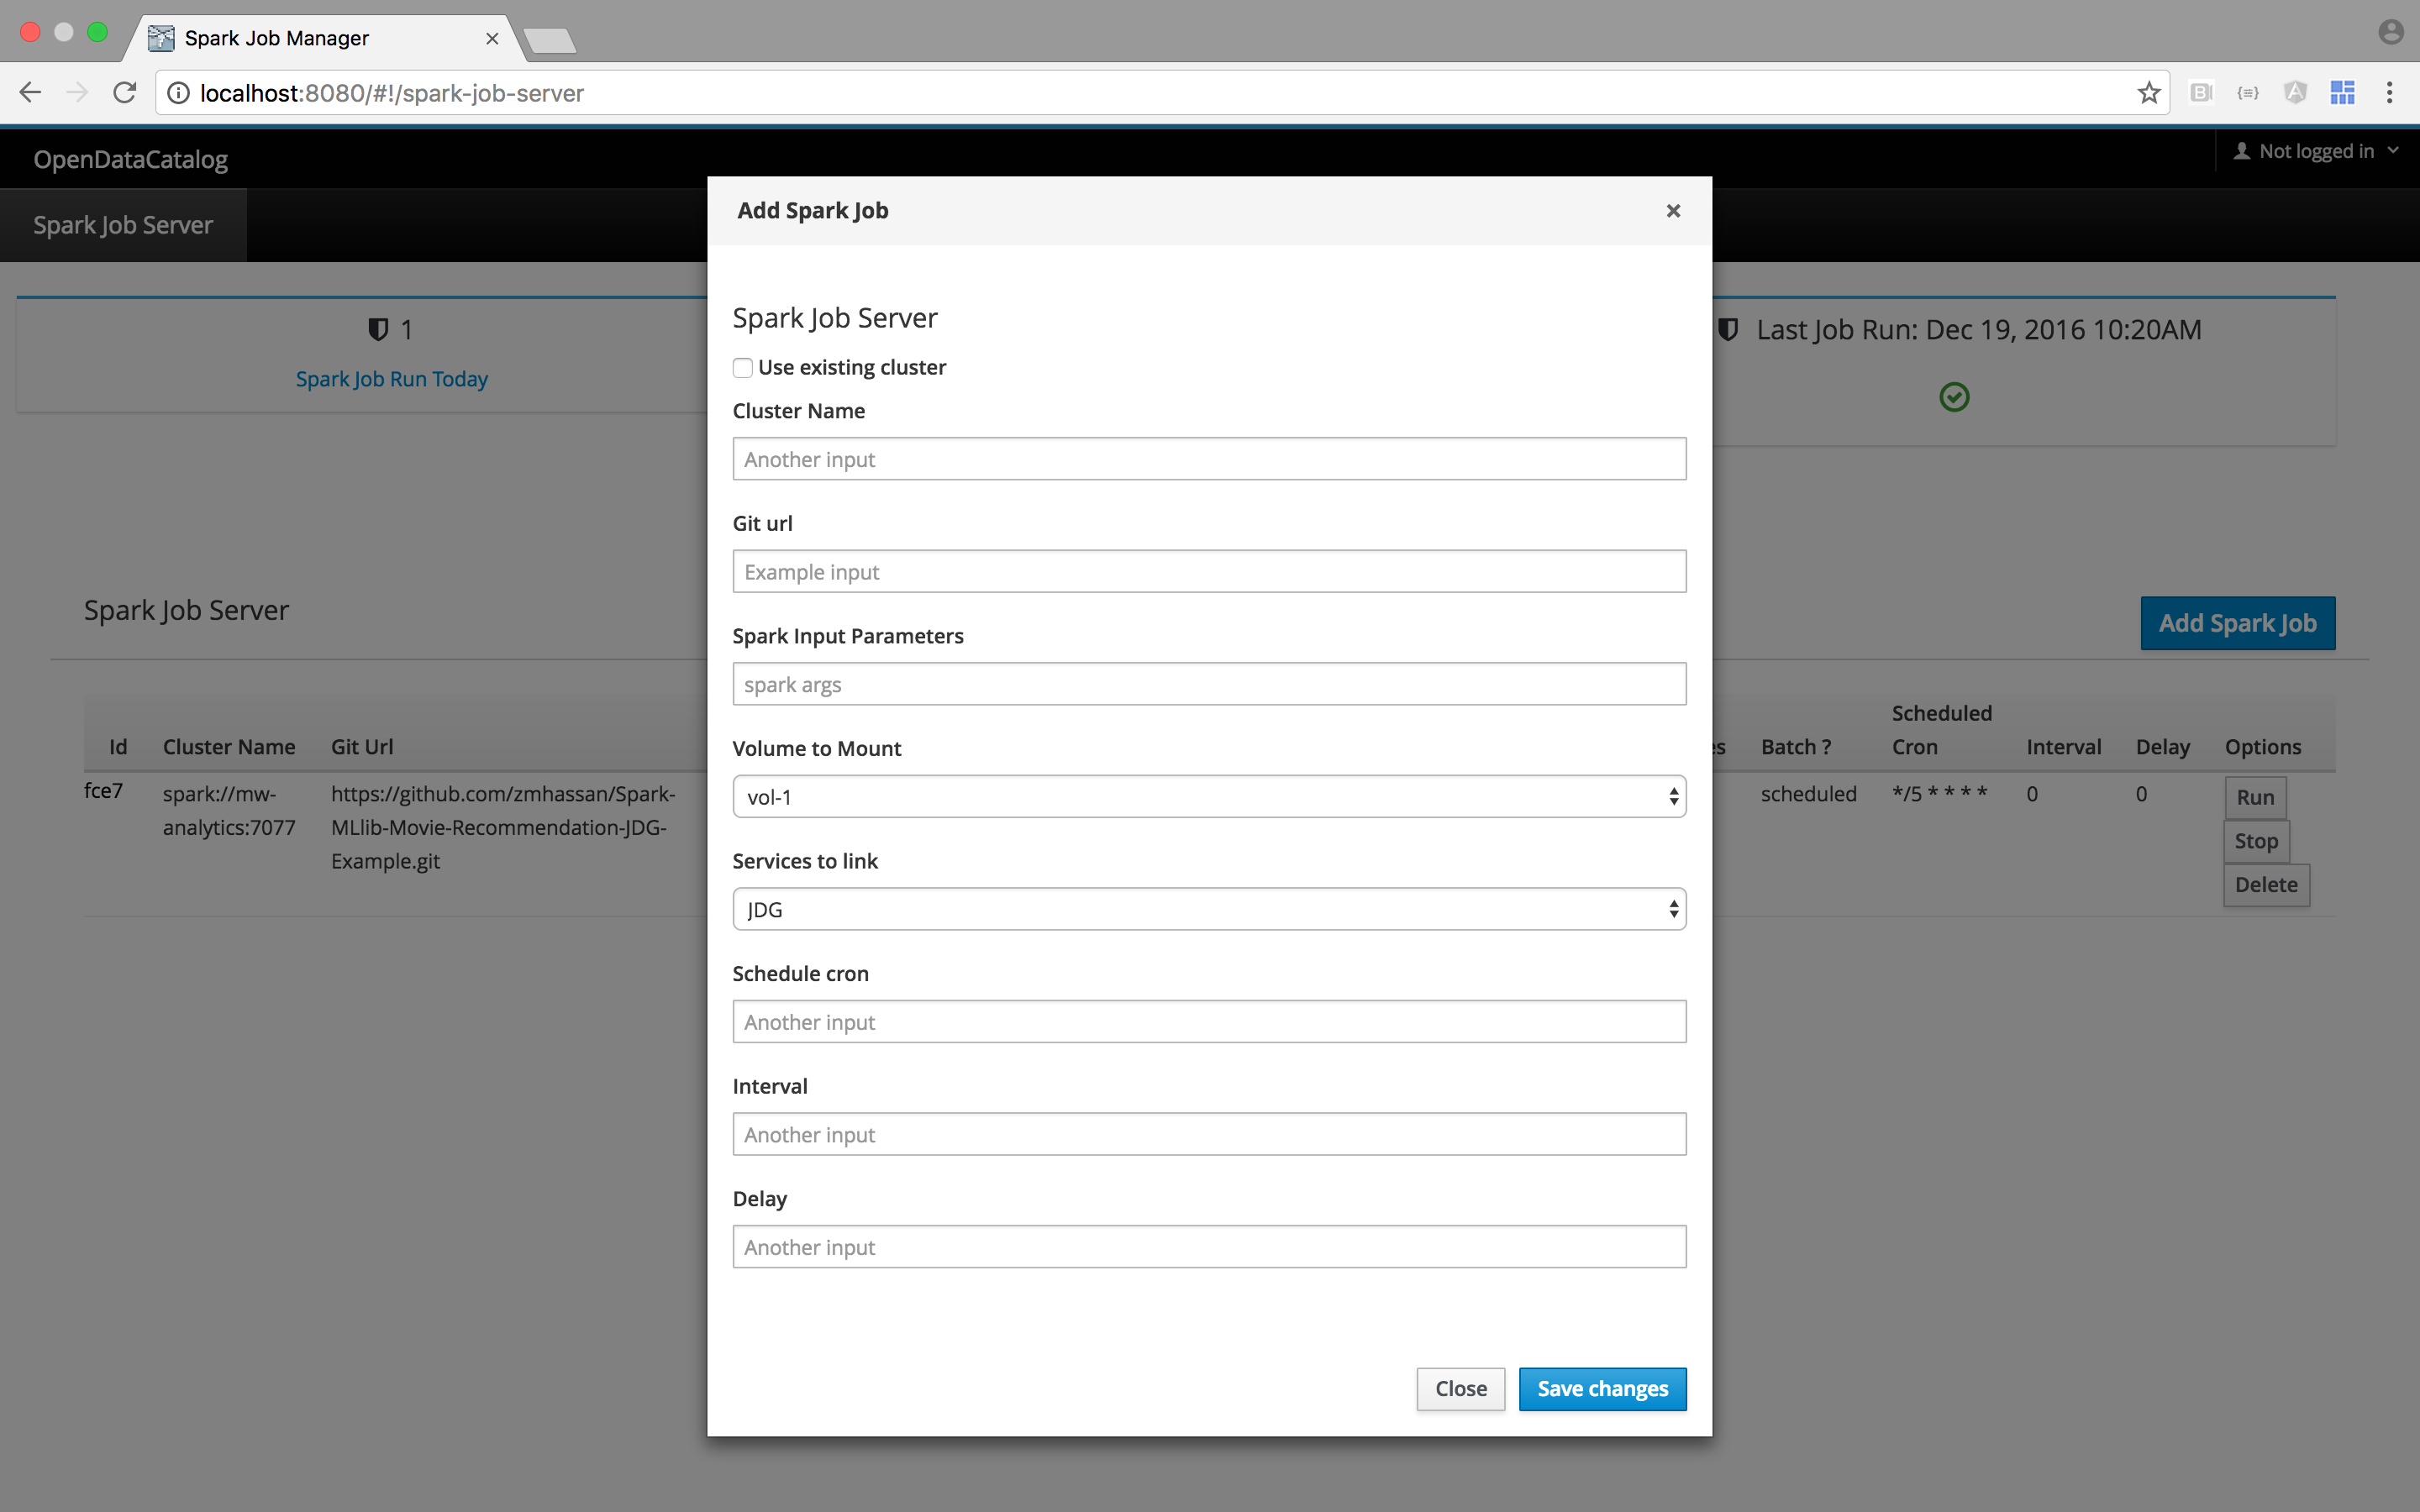 Spark Job Manager
localhost:8080/#!/spark-job-server
OpenDataCatalog
Not logged in
Spark Job Server
Add Spark Job
1
Spark Job Run Today
Last Job Run: Dec 19, 2016 10:20AM
Spark Job Server
Add Spark Job
Id Cluster Name Git Url Batch ? Scheduled Cron Interval Delay Options
fce7 spark://mw- https://github.com/zmhassan/Spark- scheduled */5 * * * * 0 0 Run
analytics:7077 MLlib-Movie-Recommendation-JDG- Stop
Example.git Delete
Spark Job Server
Use existing cluster
Cluster Name
Another input
Git url
Example input
Spark Input Parameters
spark args
Volume to Mount
vol-1
Services to link
JDG
Schedule cron
Another input
Interval
Another input
Delay
Another input
Close Save changes